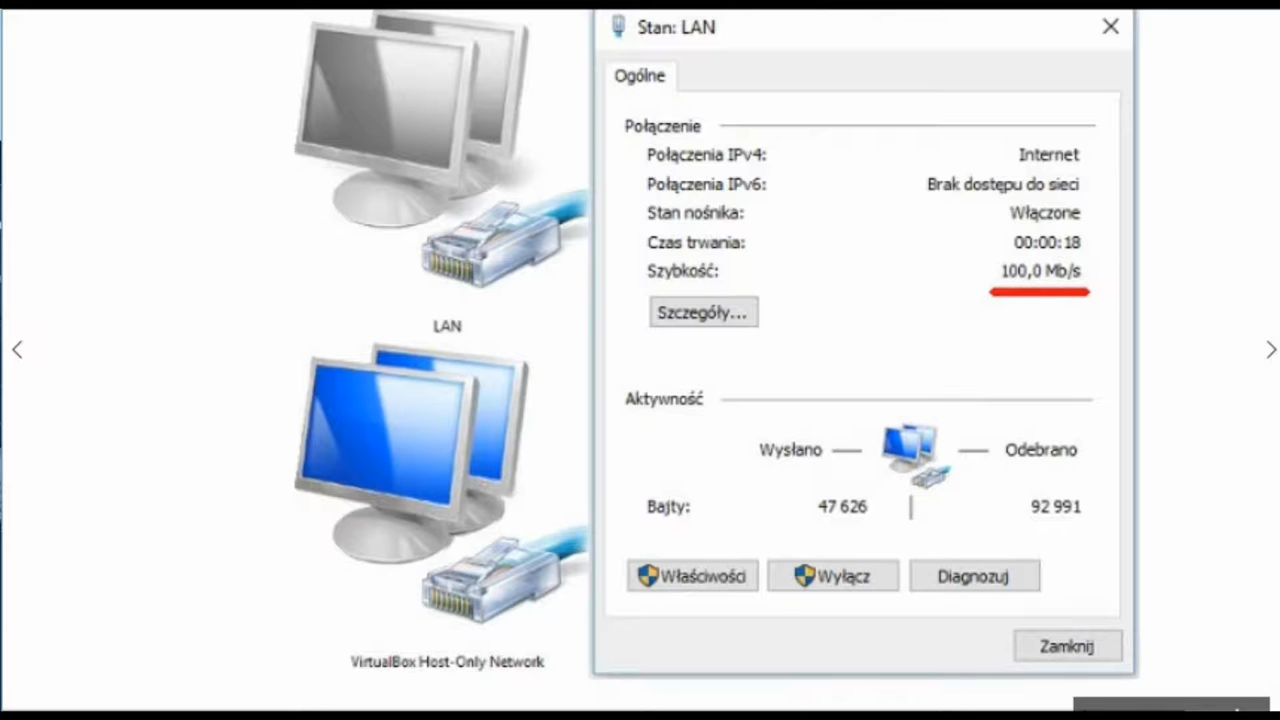 Stan: LAN
Ogólne
Połączenie
Połączenia IPv4: Internet
Połączenia IPv6: Brak dostępu do sieci
Stan nośnika: Włączone
Czas trwania: 00:00:18
Szybkość: 100,0 Mb/s
Szczegóły...
LAN
Aktywność
Wysłano Odebrano
Bajty: 47 626 92 991
Właściwości Wyłącz Diagnozuj
Zamknij
VirtualBox Host-Only Network